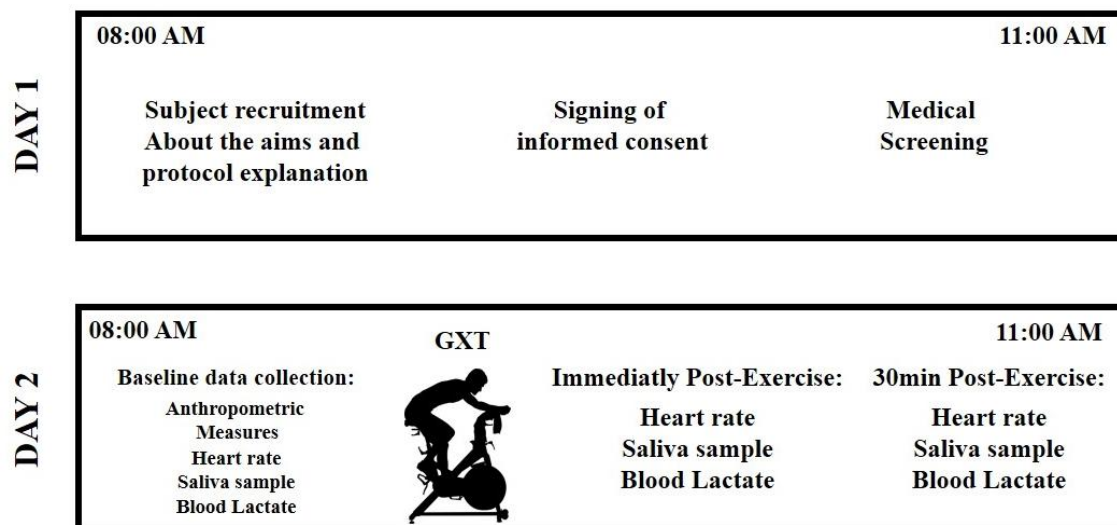 DAY 1
08:00 AM
11:00 AM
Subject recruitment
About the aims and
protocol explanation
Signing of
informed consent
Medical
Screening
DAY 2
08:00 AM
11:00 AM
Baseline data collection:
Anthropometric
Measures
Heart rate
Saliva sample
Blood Lactate
GXT
Immediatly Post-Exercise:
Heart rate
Saliva sample
Blood Lactate
30min Post-Exercise:
Heart rate
Saliva sample
Blood Lactate